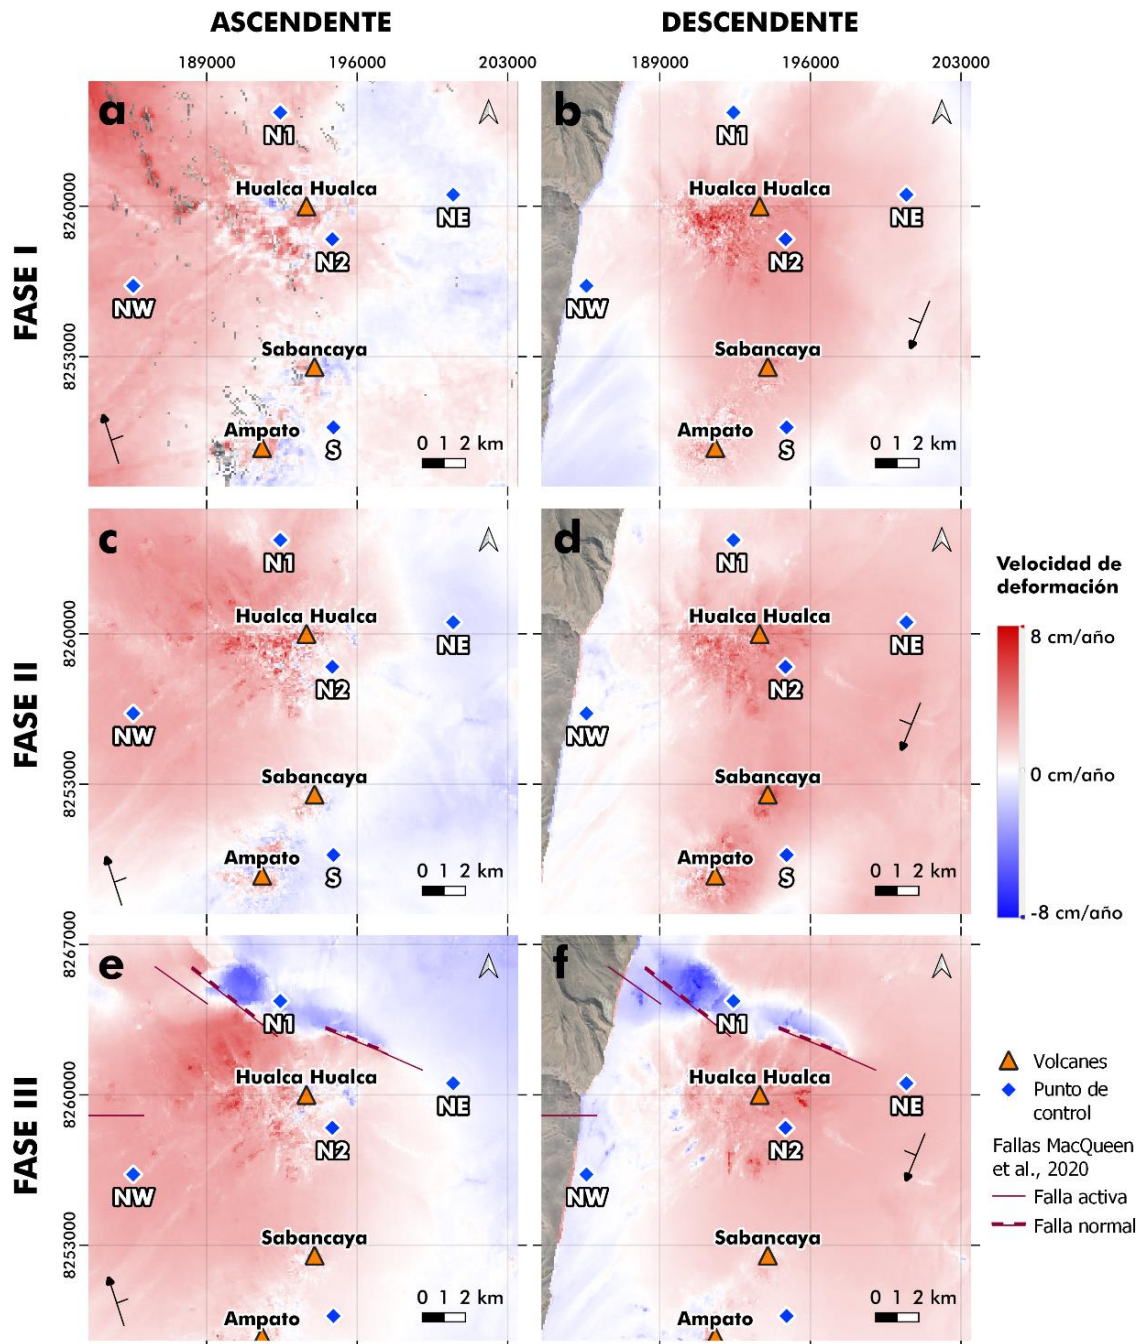 ASCENDENTE
DESCENDENTE
189000
196000
203000
189000
196000
203000
FASE I
8260000
8253000
a
N1
Hualca Hualca
NE
N2
NW
Sabancaya
Ampato
S
0 1 2 km
b
N1
Hualca Hualca
NE
N2
NW
Sabancaya
Ampato
S
0 1 2 km
FASE II
8260000
8253000
c
N1
Hualca Hualca
NE
N2
NW
Sabancaya
Ampato
S
0 1 2 km
d
N1
Hualca Hualca
NE
N2
NW
Sabancaya
Ampato
S
0 1 2 km
Velocidad de
deformación
8 cm/año
0 cm/año
-8 cm/año
FASE III
8267000
8260000
8253000
e
N1
Hualca Hualca
NE
N2
NW
Sabancaya
Ampato
0 1 2 km
f
N1
Hualca Hualca
NE
N2
NW
Sabancaya
Ampato
0 1 2 km
Volcanes
Punto de
control
Fallas MacQueen
et al., 2020
Falla activa
Falla normal